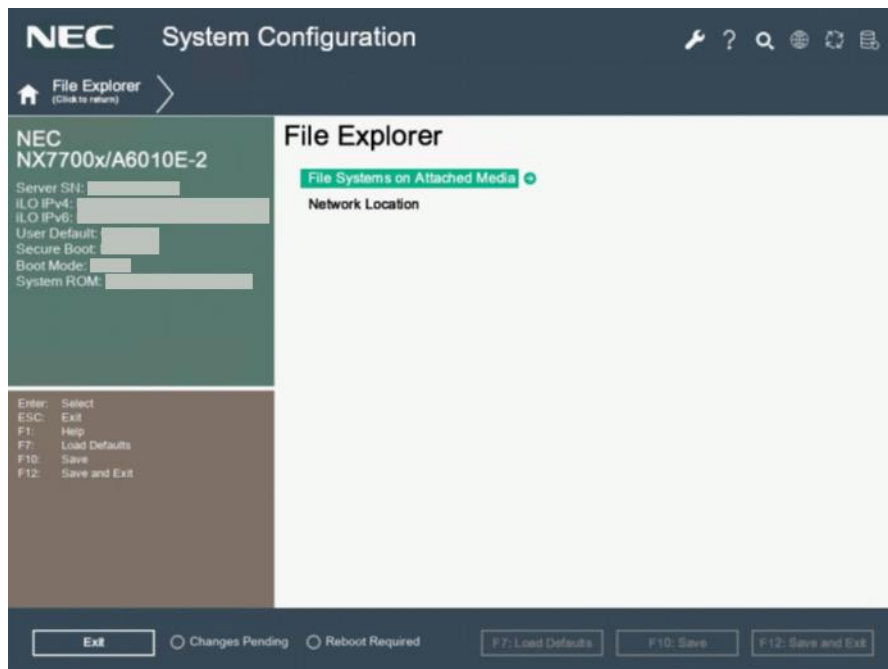 NEC System Configuration
?
File Explorer
(Click to return)
NEC
NX7700x/A6010E-2
Server SN:
iLO IPv4:
iLO IPv6:
User Default:
Secure Boot:
Boot Mode:
System ROM:
Enter: Select
ESC: Exit
F1: Help
F7: Load Defaults
F10: Save
F12: Save and Exit
File Explorer
File Systems on Attached Media
Network Location
Exit
Changes Pending
Reboot Required
F7: Load Defaults
F10: Save
F12: Save and Exit